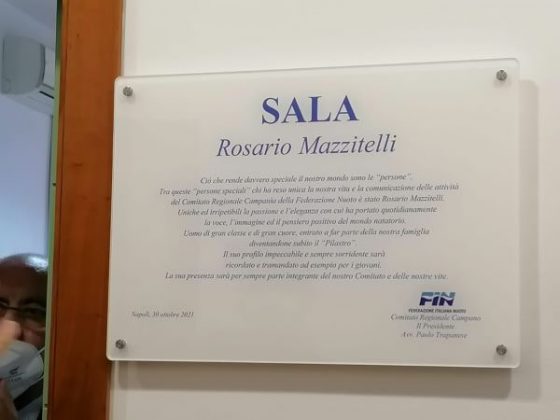 SALA
Rosario Mazzitelli
Ciò che rende davvero speciale il nostro mondo sono le "persone".
Tra queste "persone speciali" chi ha reso unica la nostra vita e la comunicazione delle attività
del Comitato Regionale Campania della Federazione Nuoto è stato Rosario Mazzitelli.
Uniche ed irripetibili la passione e l'eleganza con cui ha portato quotidianamente
la voce, l'immagine ed il pensiero positivo del mondo natatorio.
Uomo di gran classe e di gran cuore, entrato a far parte della nostra famiglia
diventandone subito il "Pilastro".
Il suo profilo impeccabile e sempre sorridente sarà
ricordato e tramandato ad esempio per i giovani.
La sua presenza sarà per sempre parte integrante del nostro Comitato e delle nostre vite.
Napoli, 30 ottobre 2021
FIN
FEDERAZIONE ITALIANA NUOTO
Comitato Regionale Campano
Il Presidente
Avv. Paolo Trapanese